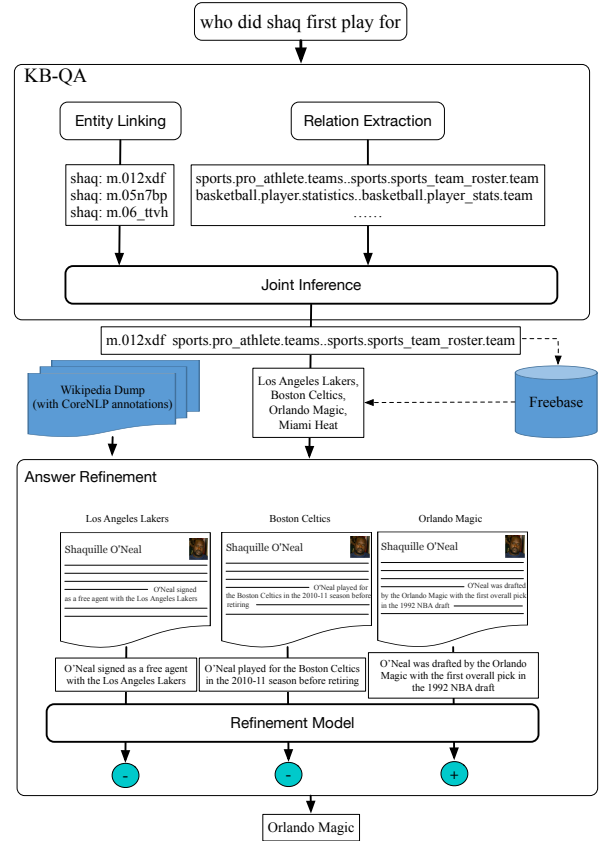 who did shaq first play for
KB-QA
Entity Linking
Relation Extraction
shaq: m.012xdf
shaq: m.05n7bp
shaq: m.06_ttvh
sports.pro_athlete.teams..sports.sports_team_roster.team
basketball.player.statistics..basketball.player_stats.team
......
Joint Inference
m.012xdf sports.pro_athlete.teams..sports.sports_team_roster.team
Wikipedia Dump
(with CoreNLP annotations)
Los Angeles Lakers,
Boston Celtics,
Orlando Magic,
Miami Heat
Freebase
Answer Refinement
Los Angeles Lakers
Shaquille O'Neal
O'Neal signed
as a free agent with the Los Angeles Lakers
Boston Celtics
Shaquille O'Neal
O'Neal played for
the Boston Celtics in the 2010-11 season before
retiring
Orlando Magic
Shaquille O'Neal
O'Neal was drafted
by the Orlando Magic with the first overall pick
in the 1992 NBA draft
O'Neal signed as a free agent
with the Los Angeles Lakers
O'Neal played for the Boston Celtics
in the 2010-11 season before retiring
O'Neal was drafted by the Orlando
Magic with the first overall pick in
the 1992 NBA draft
Refinement Model
-
-
+
Orlando Magic